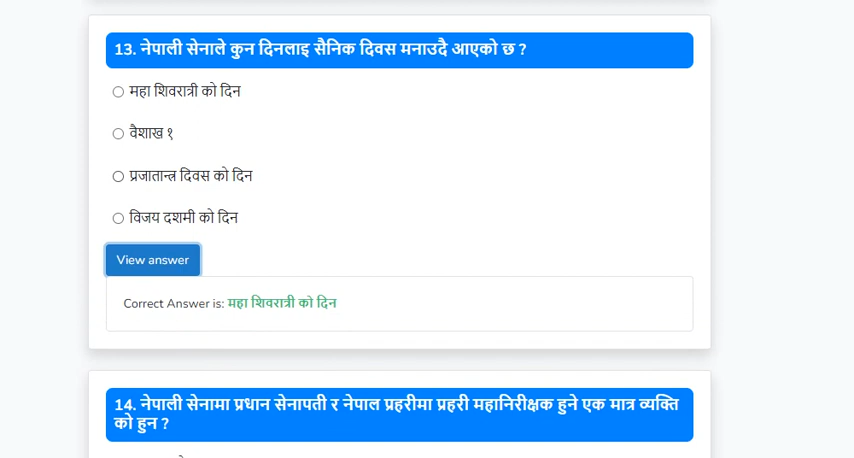 13. नेपाली सेनाले कुन दिनलाइ सैनिक दिवस मनाउदै आएको छ ?
महा शिवरात्री को दिन
वैशाख १
प्रजातान्त्र दिवस को दिन
विजय दशमी को दिन
View answer
Correct Answer is: महा शिवरात्री को दिन
14. नेपाली सेनामा प्रधान सेनापती र नेपाल प्रहरीमा प्रहरी महानिरीक्षक हुने एक मात्र व्यक्ति
को हुन ?